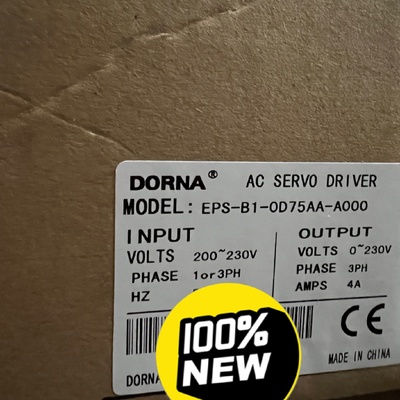 DORNA® AC SERVO DRIVER
MODEL: EPS-B1-0D75AA-A000
INPUT
VOLTS 200~230V
PHASE 1or3PH
HZ
OUTPUT
VOLTS 0~230V
PHASE 3PH
AMPS 4A
CE
MADE IN CHINA
DORNA
100%
NEW